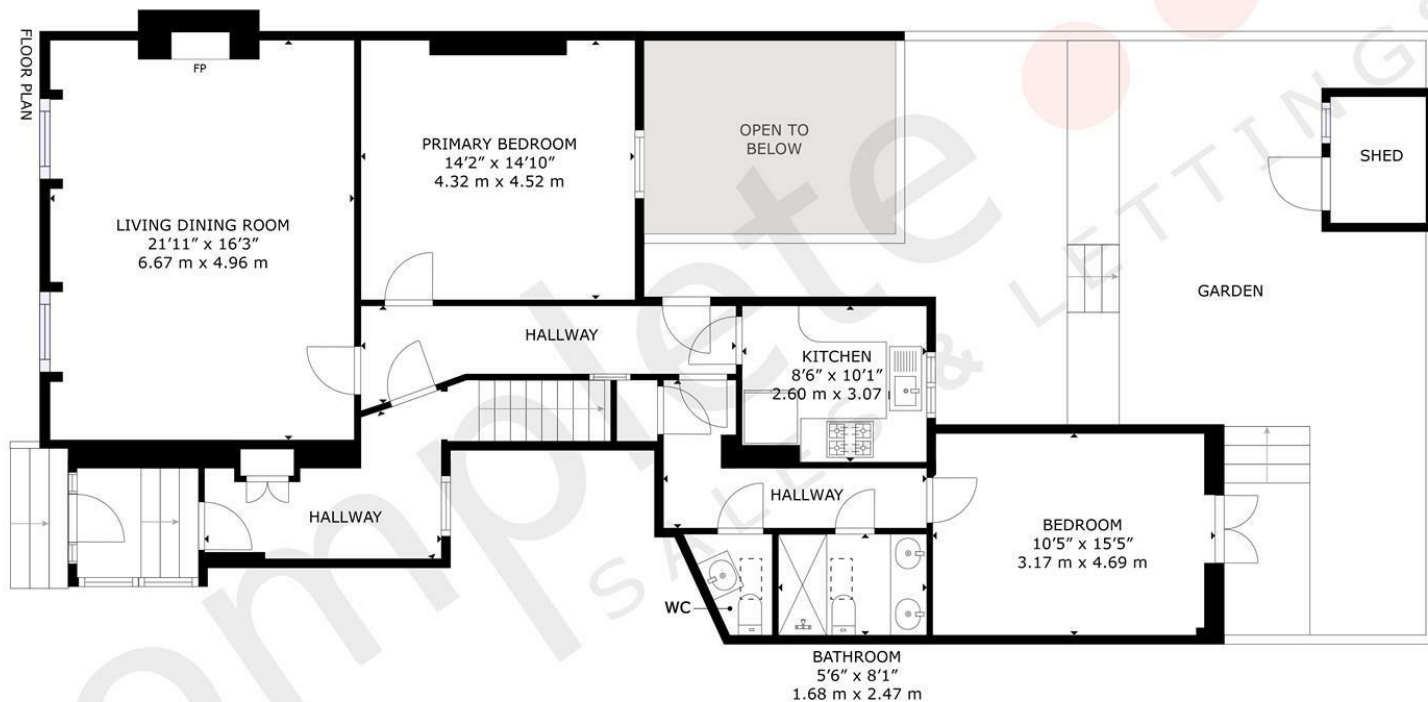 FLOOR PLAN
FP
LIVING DINING ROOM
21'11" x 16'3"
6.67 m x 4.96 m
PRIMARY BEDROOM
14'2" x 14'10"
4.32 m x 4.52 m
OPEN TO
BELOW
SHED
GARDEN
HALLWAY
KITCHEN
8'6" x 10'1"
2.60 m x 3.07
HALLWAY
HALLWAY
BEDROOM
10'5" x 15'5"
3.17 m x 4.69 m
WC
BATHROOM
5'6" x 8'1"
1.68 m x 2.47 m
omplete
SALES & LETTINGS